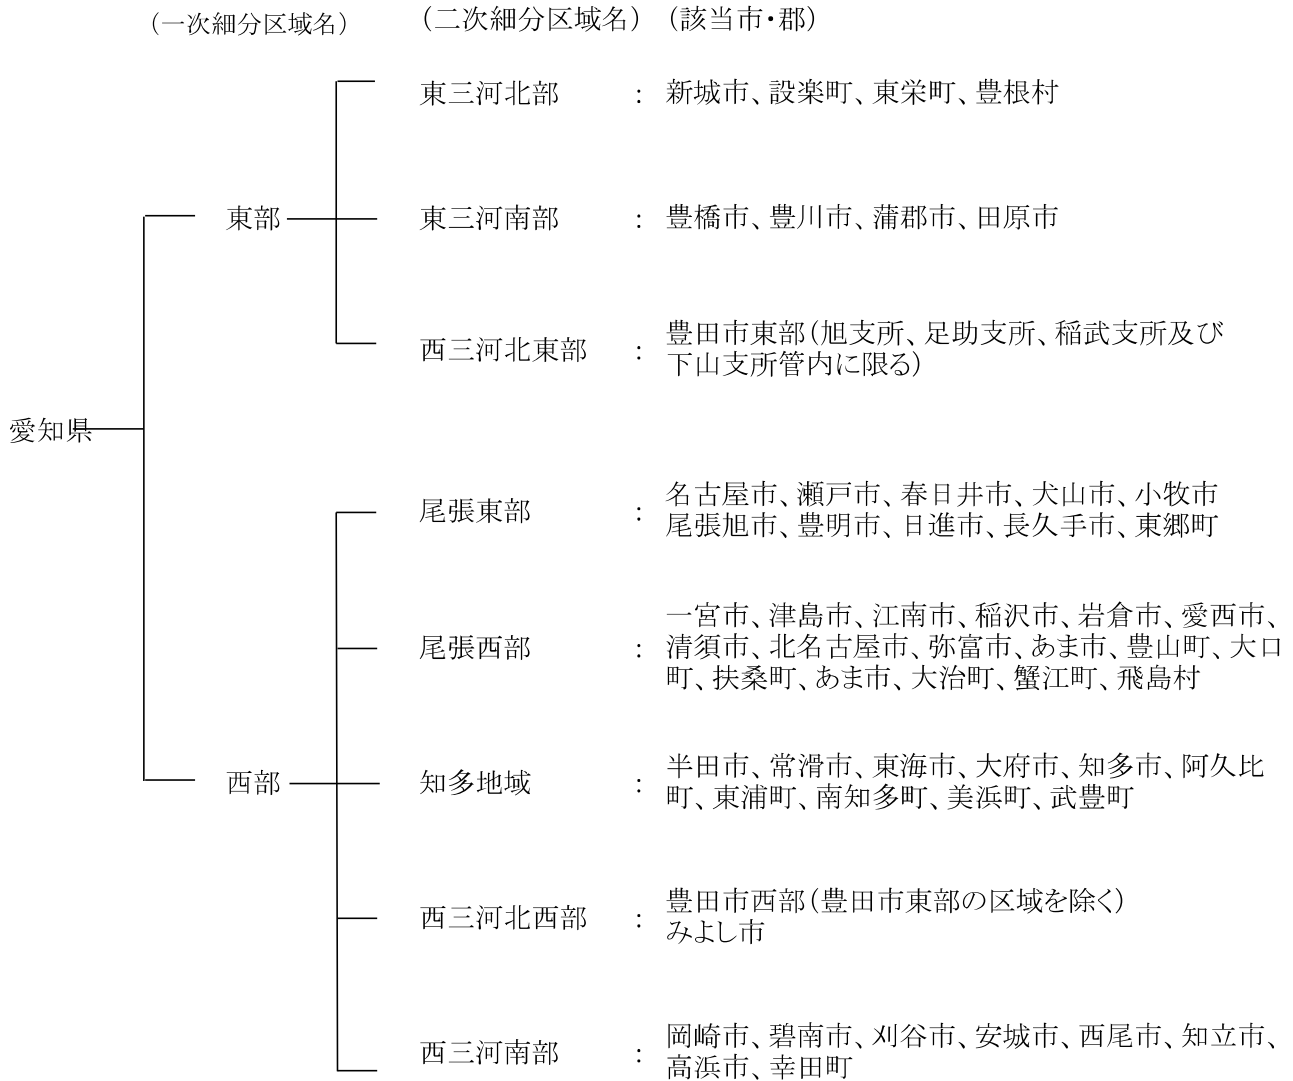 （一次細分区域名） （二次細分区域名） （該当市・郡）
東三河北部 ： 新城市、設楽町、東栄町、豊根村
東部 東三河南部 ： 豊橋市、豊川市、蒲郡市、田原市
西三河北東部 ： 豊田市東部（旭支所、足助支所、稲武支所及び
下山支所管内に限る）
愛知県
尾張東部 ： 名古屋市、瀬戸市、春日井市、犬山市、小牧市
尾張旭市、豊明市、日進市、長久手市、東郷町
尾張西部 ： 一宮市、津島市、江南市、稲沢市、岩倉市、愛西市、
清須市、北名古屋市、弥富市、あま市、豊山町、大口
町、扶桑町、あま市、大治町、蟹江町、飛島村
西部 知多地域 ： 半田市、常滑市、東海市、大府市、知多市、阿久比
町、東浦町、南知多町、美浜町、武豊町
西三河北西部 ： 豊田市西部（豊田市東部の区域を除く）
みよし市
西三河南部 ： 岡崎市、碧南市、刈谷市、安城市、西尾市、知立市、
高浜市、幸田町